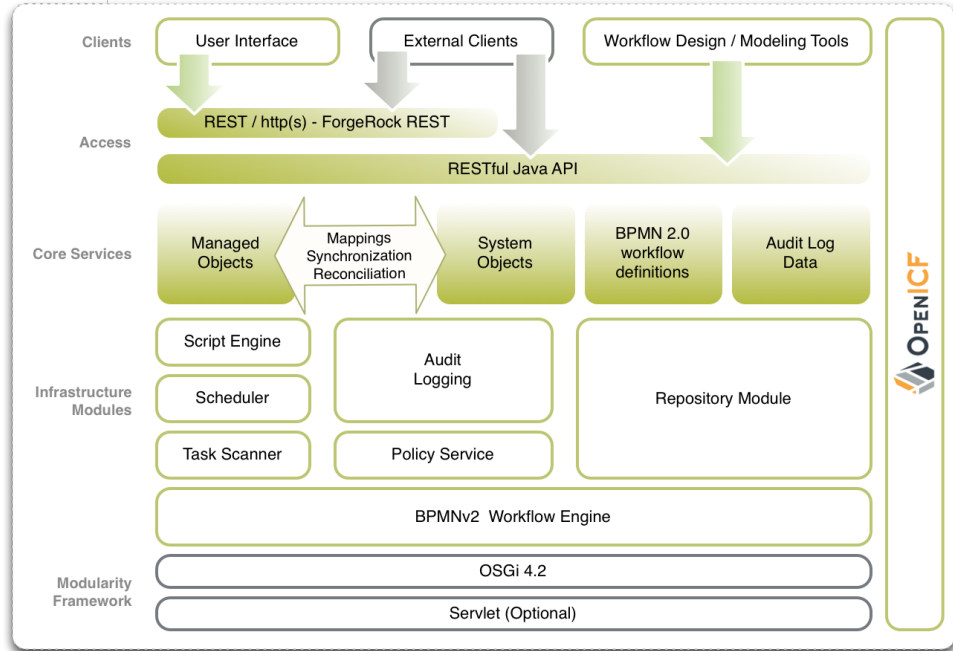 Clients
User Interface
External Clients
Workflow Design / Modeling Tools
Access
REST / http(s) - ForgeRock REST
RESTful Java API
Core Services
Managed
Objects
Mappings
Synchronization
Reconciliation
System
Objects
BPMN 2.0
workflow
definitions
Audit Log
Data
Infrastructure
Modules
Script Engine
Scheduler
Task Scanner
Audit
Logging
Policy Service
Repository Module
BPMNv2 Workflow Engine
Modularity
Framework
OSGi 4.2
Servlet (Optional)
OPENICF